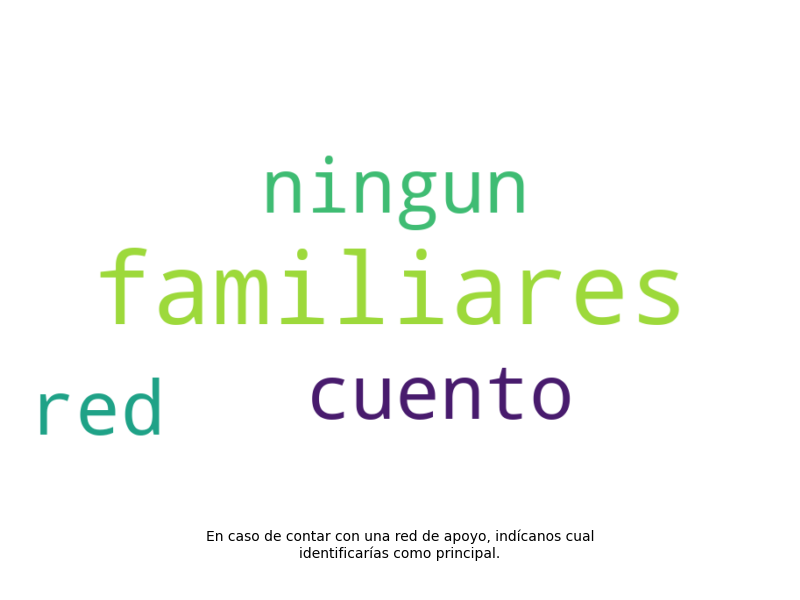 ningun
familiares
red cuento
En caso de contar con una red de apoyo, indícanos cual
identificarías como principal.